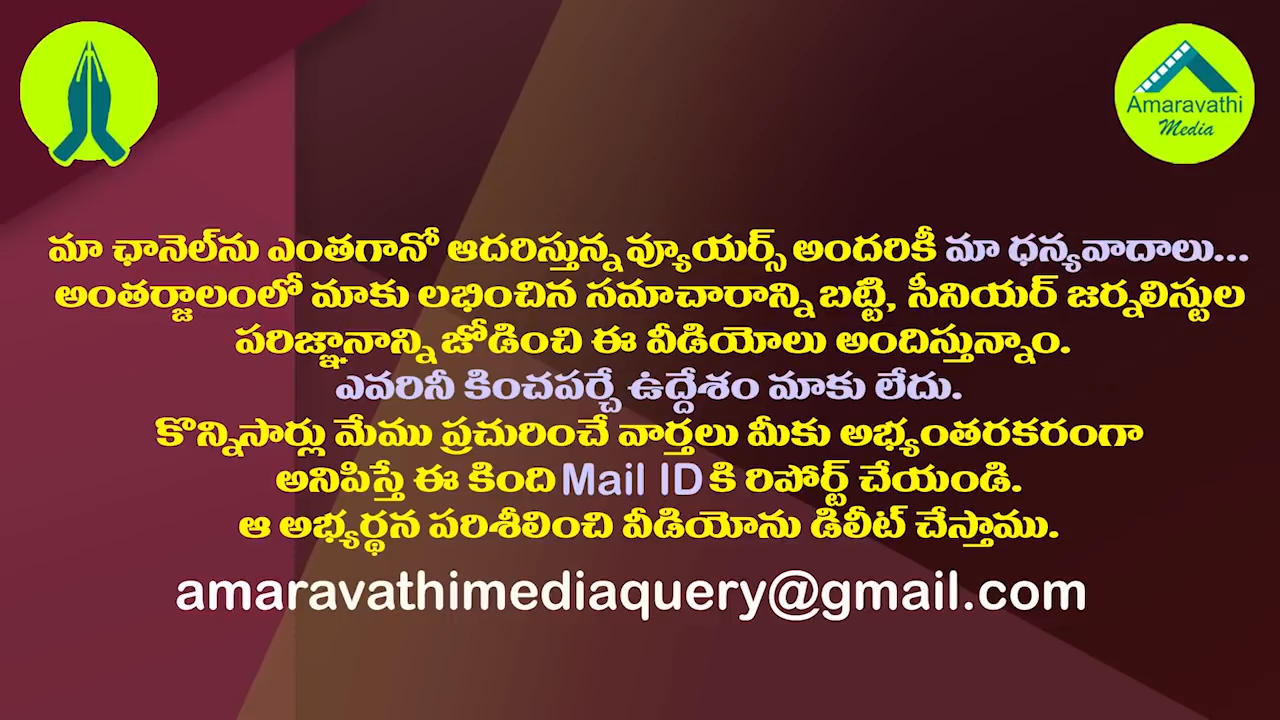 Amaravathi
Media
మా ఛానెల్‌ను ఎంతగానో ఆదరిస్తున్న వ్యూయర్స్ అందరికీ మా ధన్యవాదాలు...
అంతర్జాలంలో మాకు లభించిన సమాచారాన్ని బట్టి, సీనియర్ జర్నలిస్టుల
పరిజ్ఞానాన్ని జోడించి ఈ వీడియోలు అందిస్తున్నాం.
ఎవరినీ కించపర్చే ఉద్దేశం మాకు లేదు.
కొన్నిసార్లు మేము ప్రచురించే వార్తలు మీకు అభ్యంతరకరంగా
అనిపిస్తే ఈ కింది Mail ID కి రిపోర్ట్ చేయండి.
ఆ అభ్యర్థన పరిశీలించి వీడియోను డిలీట్ చేస్తాము.
amaravathimediaquery@gmail.com